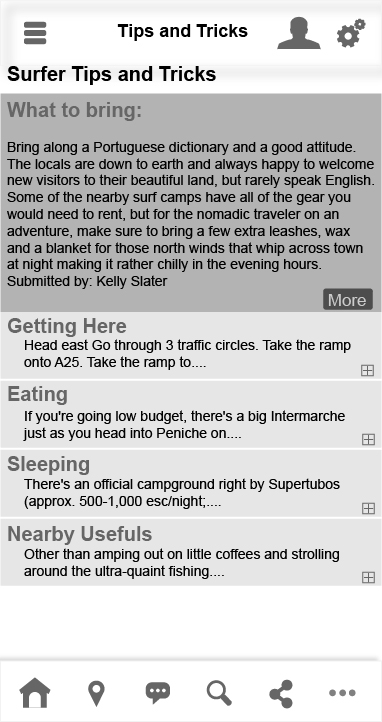 Tips and Tricks
Surfer Tips and Tricks
What to bring:
Bring along a Portuguese dictionary and a good attitude.
The locals are down to earth and always happy to welcome
new visitors to their beautiful land, but rarely speak English.
Some of the nearby surf camps have all of the gear you
would need to rent, but for the nomadic traveler on an
adventure, make sure to bring a few extra leashes, wax
and a blanket for those north winds that whip across town
at night making it rather chilly in the evening hours.
Submitted by: Kelly Slater
More
Getting Here
Head east Go through 3 traffic circles. Take the ramp
onto A25. Take the ramp to....
Eating
If you're going low budget, there's a big Intermarche
just as you head into Peniche on....
Sleeping
There's an official campground right by Supertubos
(approx. 500-1,000 esc/night;....
Nearby Usefuls
Other than amping out on little coffees and strolling
around the ultra-quaint fishing....